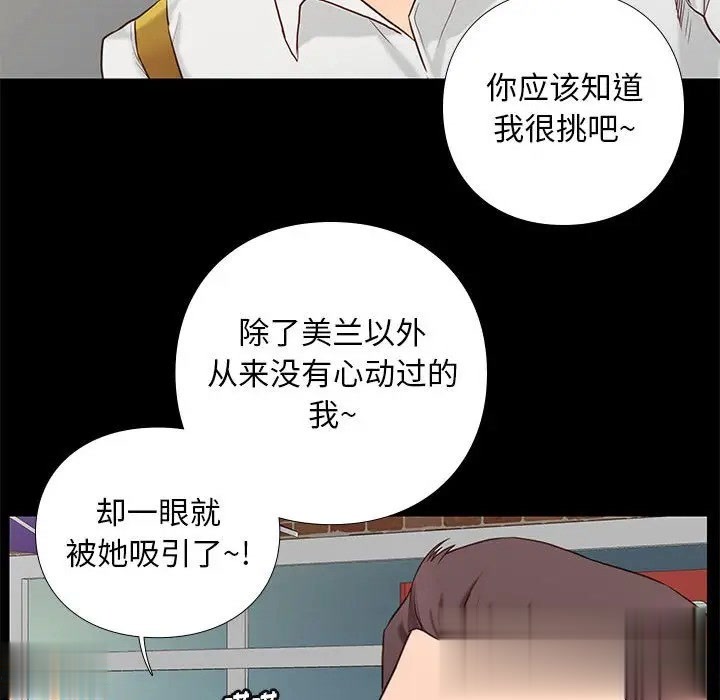 你应该知道
我很挑吧~
除了美兰以外
从来没有心动过的
我~
却一眼就
被她吸引了~!